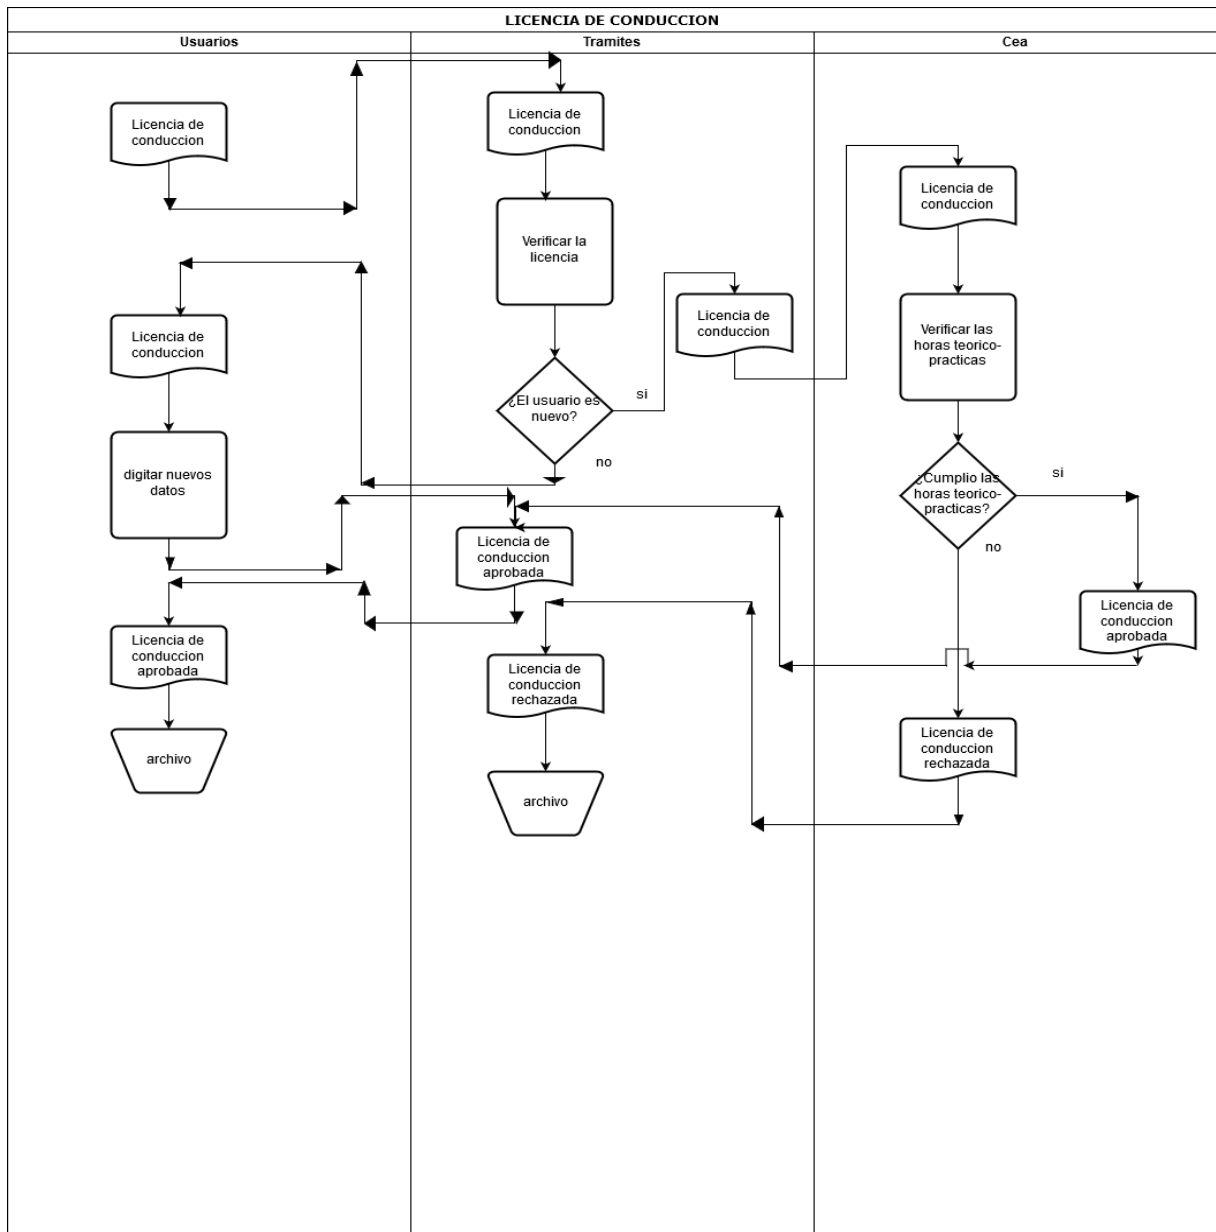 LICENCIA DE CONDUCCION
Usuarios
Tramites
Cea
Licencia de
conduccion
Licencia de
conduccion
digitar nuevos
datos
Licencia de
conduccion
aprobada
archivo
Licencia de
conduccion
Verificar la
licencia
¿El usuario es
nuevo?
si
no
Licencia de
conduccion
Licencia de
conduccion
aprobada
Licencia de
conduccion
rechazada
archivo
Licencia de
conduccion
Verificar las
horas teorico-
practicas
¿Cumplio las
horas teorico-
practicas?
si
no
Licencia de
conduccion
aprobada
Licencia de
conduccion
rechazada